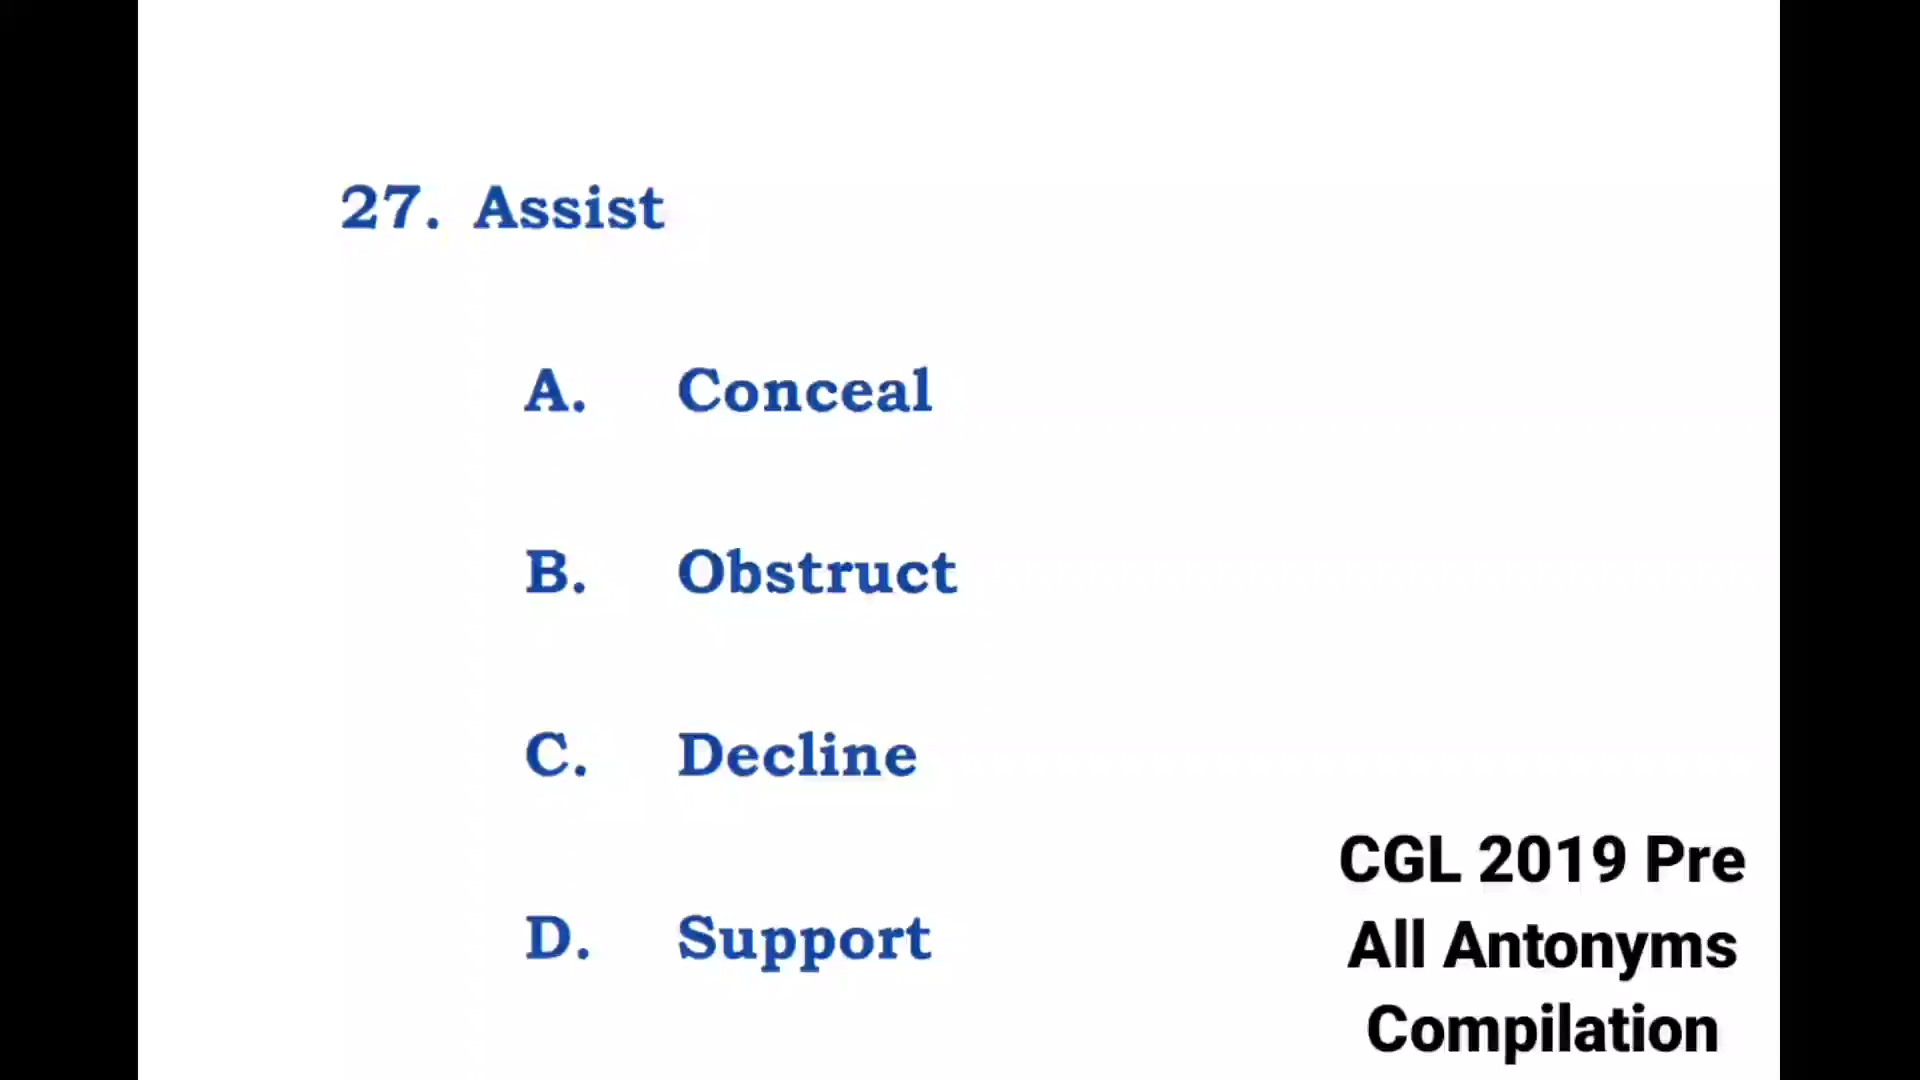 27. Assist
A. Conceal
B. Obstruct
C. Decline
D. Support
CGL 2019 Pre
All Antonyms
Compilation